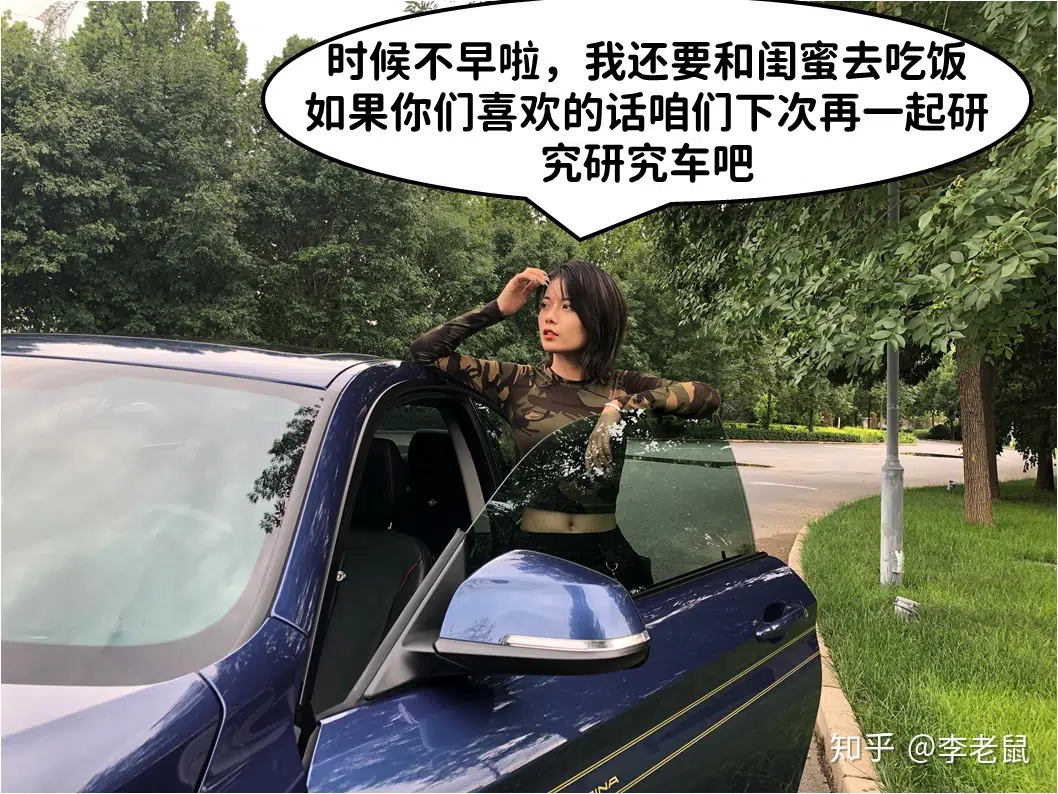 时候不早啦，我还要和闺蜜去吃饭
如果你们喜欢的话咱们下次再一起研
究研究车吧
知乎 @李老鼠